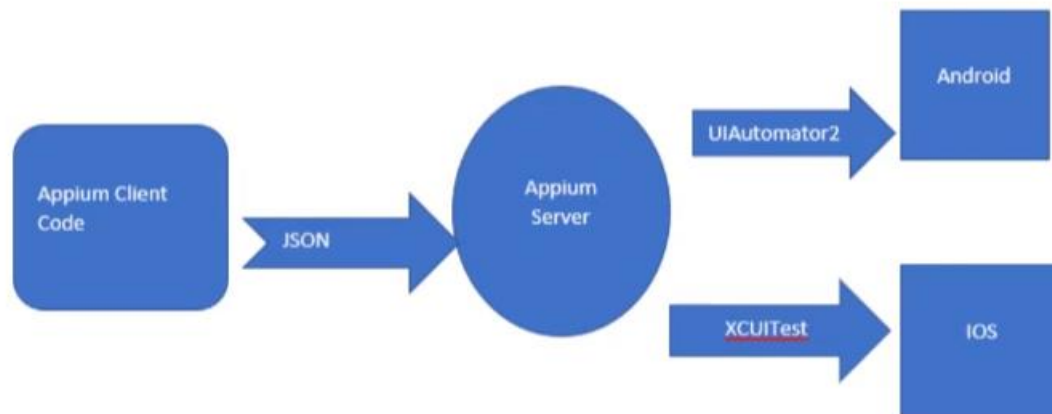 Appium Client
Code
JSON
Appium
Server
UIAutomator2
Android
XCUITest
IOS